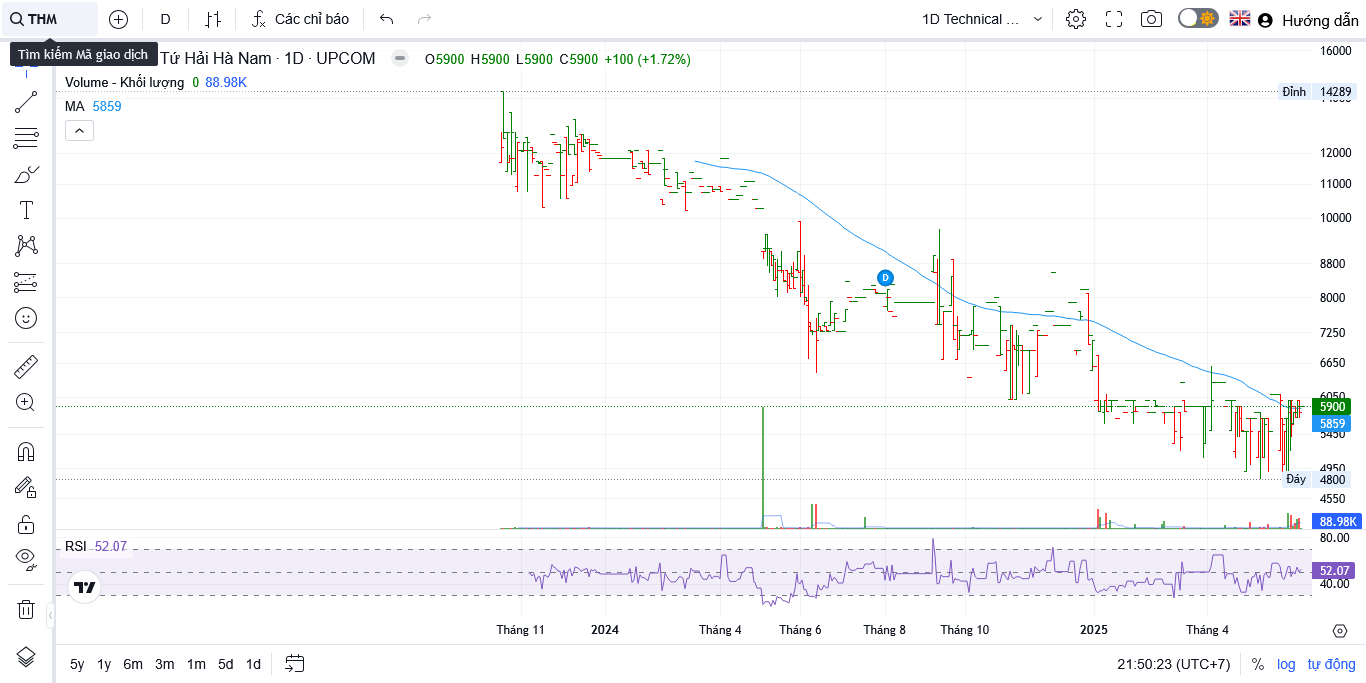 THM
D
Các chỉ báo
1D Technical ...
Hướng dẫn
Tìm kiếm Mã giao dịch
Tứ Hải Hà Nam · 1D · UPCOM
O5900 H5900 L5900 C5900 +100 (+1.72%)
Volume - Khối lượng 0 88.98K
MA 5859
16000
Đỉnh 14289
12000
11000
10000
8800
D
8000
7250
6650
6050
5900
5859
5450
4950
Đáy 4800
4550
88.98K
80.00
RSI 52.07
52.07
40.00
Tháng 11
2024
Tháng 4
Tháng 6
Tháng 8
Tháng 10
2025
Tháng 4
5y 1y 6m 3m 1m 5d 1d
21:50:23 (UTC+7)
% log tự động